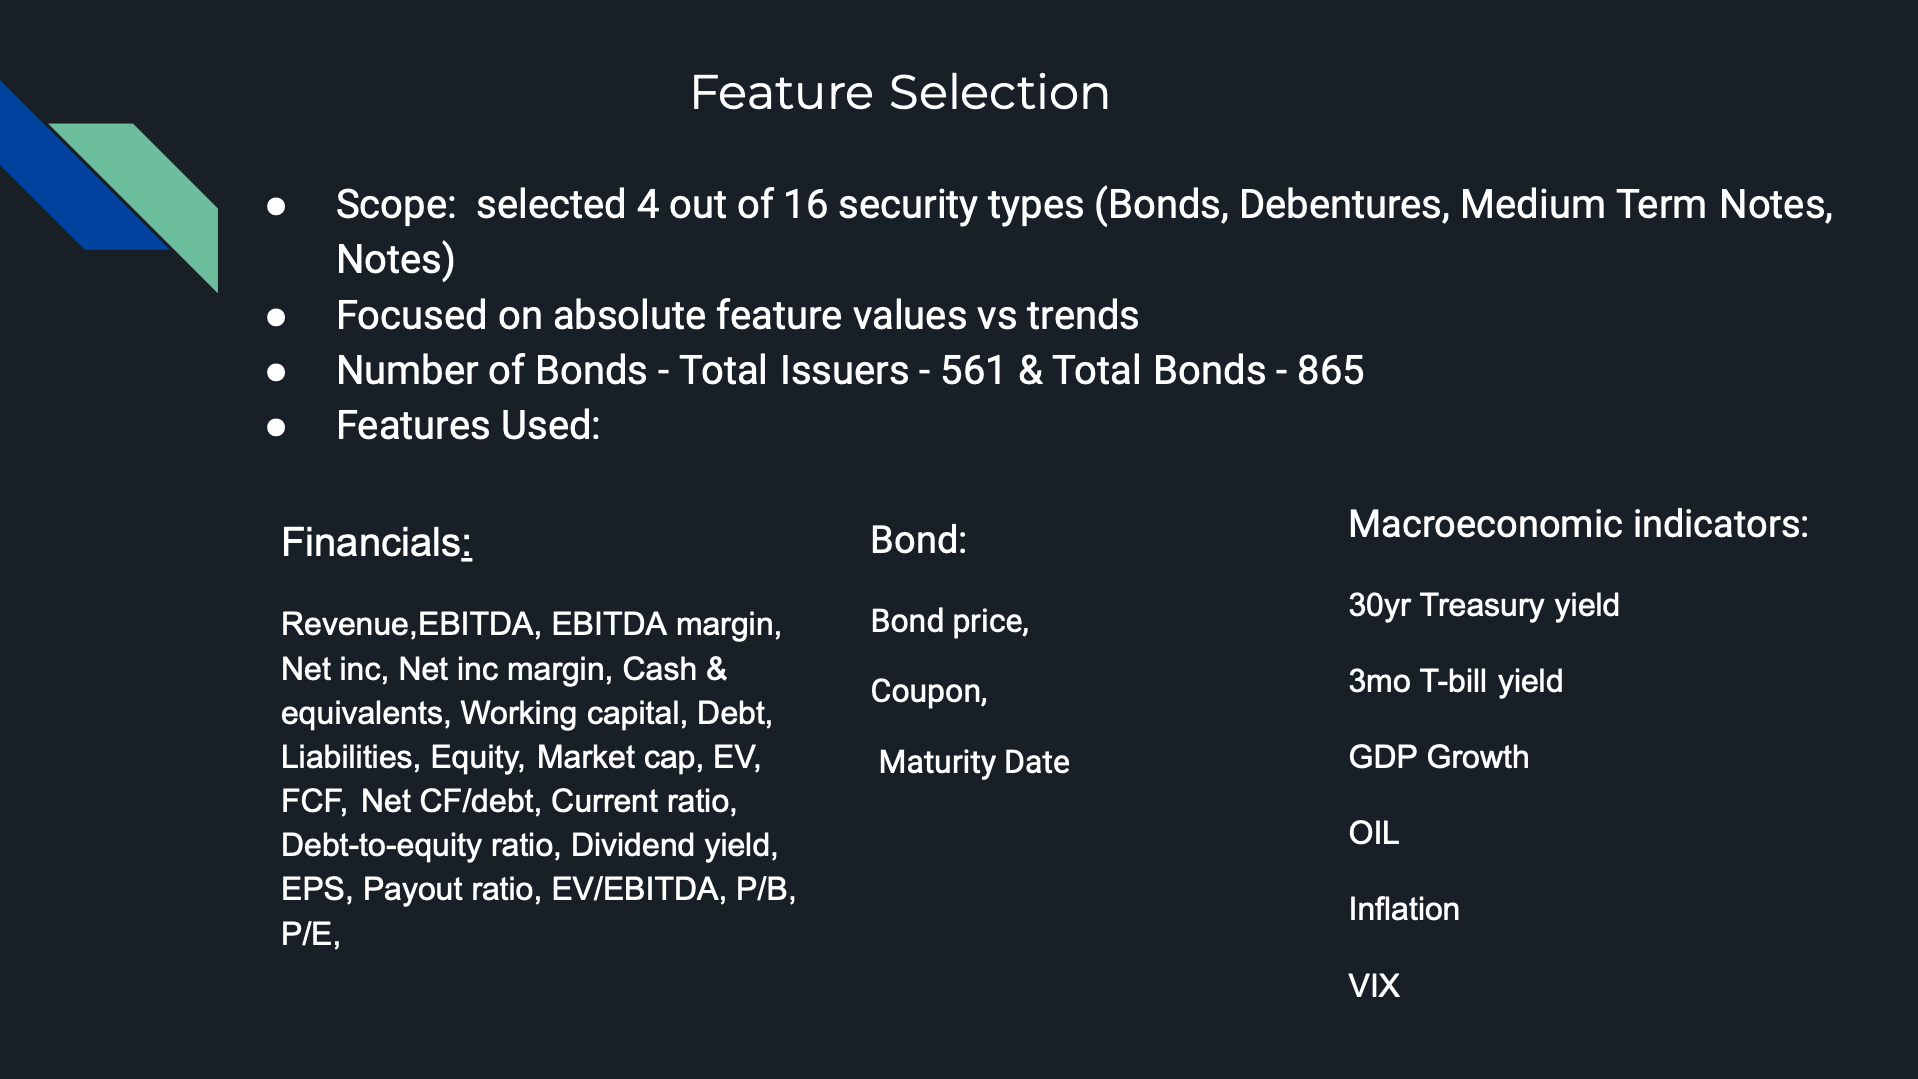 Feature Selection
● Scope:  selected 4 out of 16 security types (Bonds, Debentures, Medium Term Notes,
Notes)
● Focused on absolute feature values vs trends
● Number of Bonds - Total Issuers - 561 & Total Bonds - 865
● Features Used:
Financials:
Revenue,EBITDA, EBITDA margin,
Net inc, Net inc margin, Cash &
equivalents, Working capital, Debt,
Liabilities, Equity, Market cap, EV,
FCF, Net CF/debt, Current ratio,
Debt-to-equity ratio, Dividend yield,
EPS, Payout ratio, EV/EBITDA, P/B,
P/E,
Bond:
Bond price,
Coupon,
Maturity Date
Macroeconomic indicators:
30yr Treasury yield
3mo T-bill yield
GDP Growth
OIL
Inflation
VIX